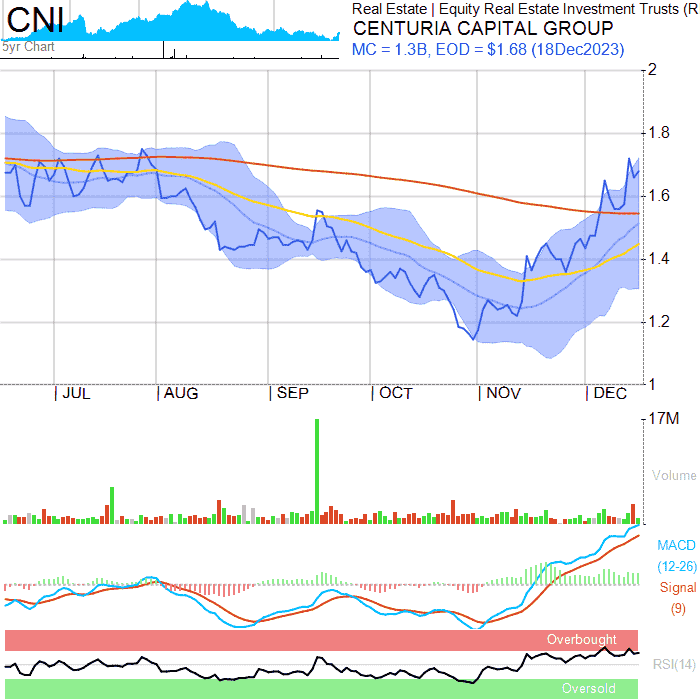 CNI
Real Estate | Equity Real Estate Investment Trusts (R
CENTURIA CAPITAL GROUP
MC = 1.3B, EOD = $1.68 (18Dec2023)
5yr Chart
2
1.8
1.6
1.4
1.2
1
JUL AUG SEP OCT NOV DEC
17M
Volume
MACD
(12-26)
Signal
(9)
Overbought
RSI(14)
Oversold